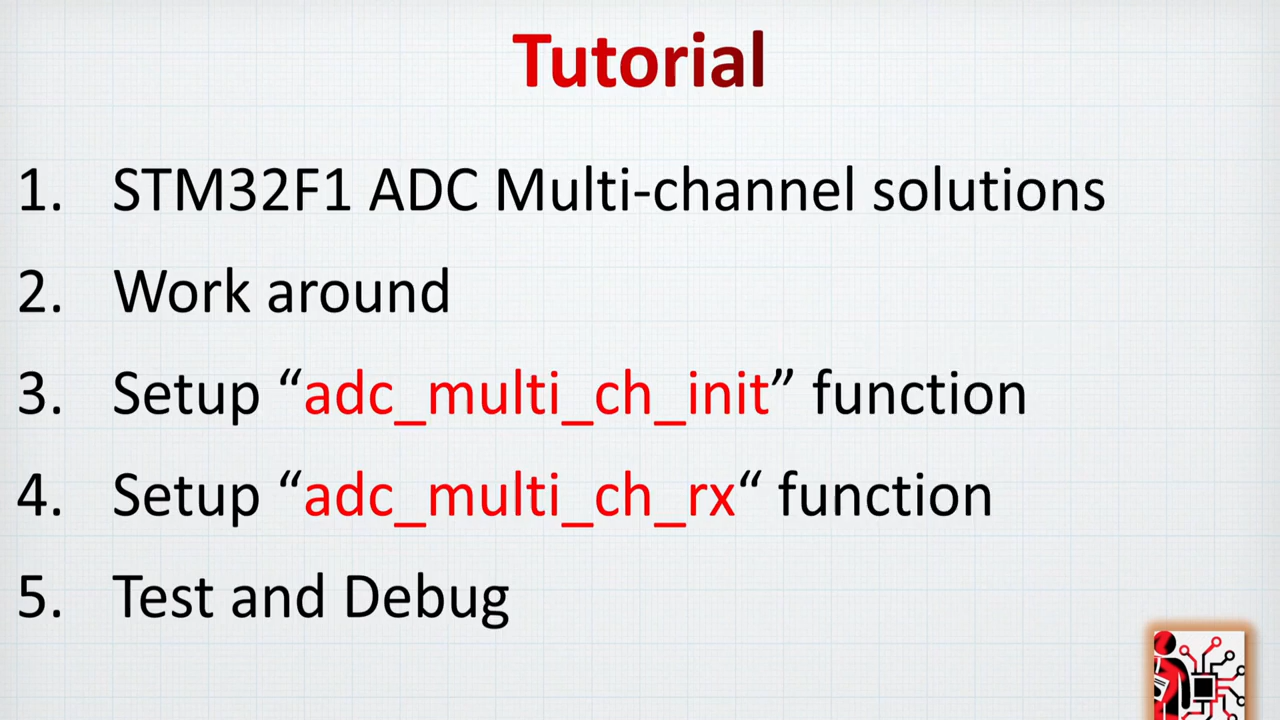 Tutorial
1. STM32F1 ADC Multi-channel solutions
2. Work around
3. Setup “adc_multi_ch_init” function
4. Setup “adc_multi_ch_rx“ function
5. Test and Debug